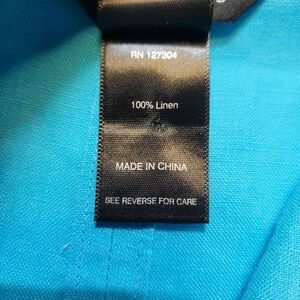 RN 127304
100% Linen
MADE IN CHINA
SEE REVERSE FOR CARE